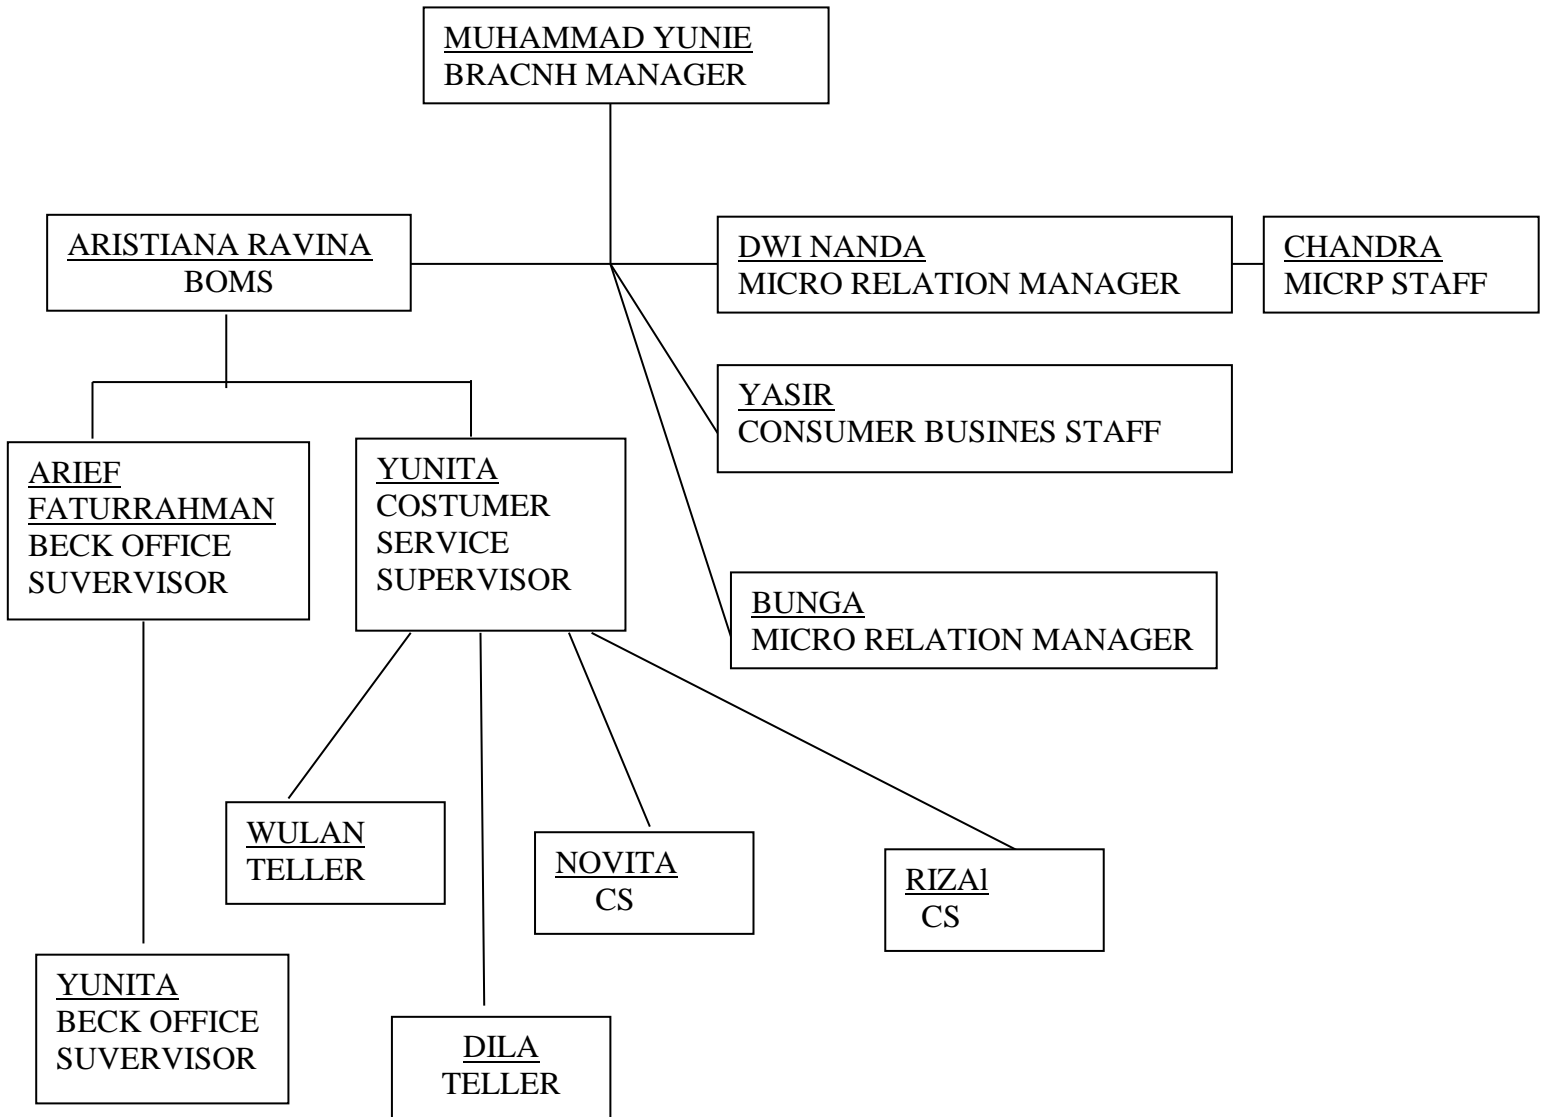 MUHAMMAD YUNIE
BRACNH MANAGER
ARISTIANA RAVINA
BOMS
DWI NANDA
MICRO RELATION MANAGER
CHANDRA
MICRP STAFF
YASIR
CONSUMER BUSINES STAFF
ARIEF
FATURRAHMAN
BECK OFFICE
SUVERVISOR
YUNITA
COSTUMER
SERVICE
SUPERVISOR
BUNGA
MICRO RELATION MANAGER
WULAN
TELLER
NOVITA
CS
RIZAl
CS
YUNITA
BECK OFFICE
SUVERVISOR
DILA
TELLER